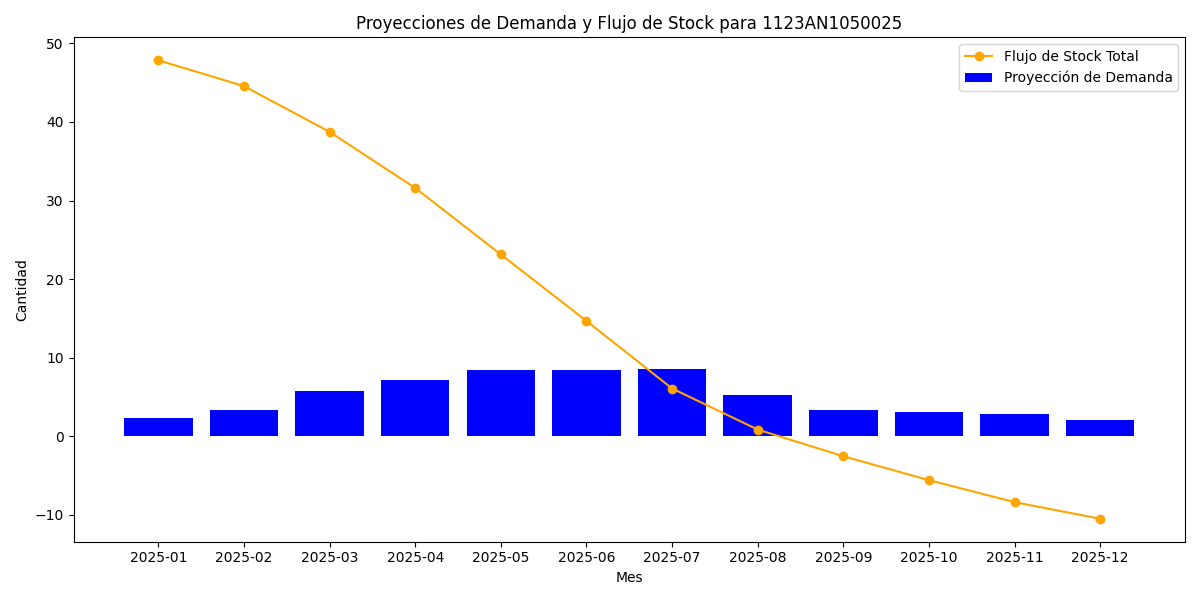 Proyecciones de Demanda y Flujo de Stock para 1123AN1050025
Flujo de Stock Total
Proyección de Demanda
Cantidad
50
40
30
20
10
0
−10
2025-01 2025-02 2025-03 2025-04 2025-05 2025-06 2025-07 2025-08 2025-09 2025-10 2025-11 2025-12
Mes